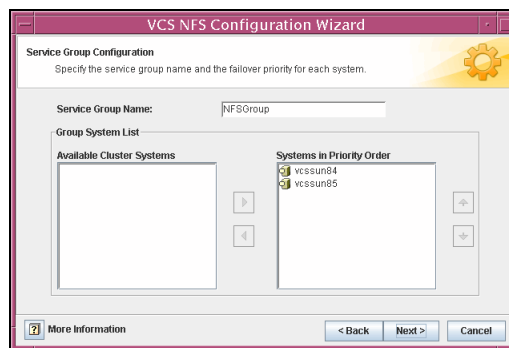 VCS NFS Configuration Wizard
Service Group Configuration
Specify the service group name and the failover priority for each system.
Service Group Name:
NFSGroup
Group System List
Available Cluster Systems
Systems in Priority Order
vcssun84
vcssun85
? More Information
< Back
Next >
Cancel